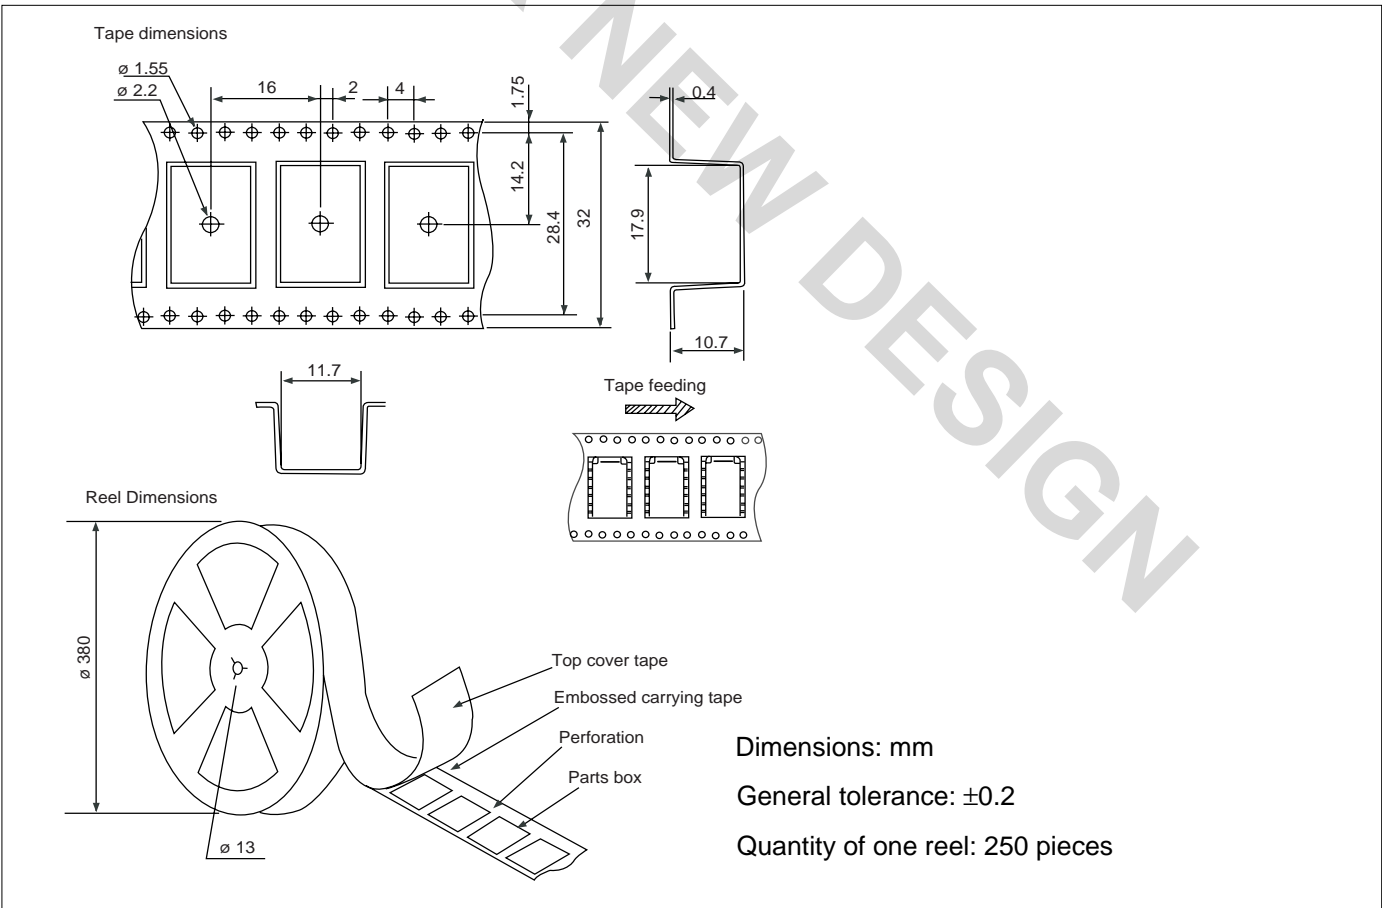 Tape dimensions
ø 1.55
ø 2.2
16
2
4
1.75
14.2
28.4
32
0.4
17.9
10.7
11.7
Tape feeding
Reel Dimensions
ø 380
ø 13
Top cover tape
Embossed carrying tape
Perforation
Parts box
Dimensions: mm
General tolerance: ±0.2
Quantity of one reel: 250 pieces
NEW DESIGN